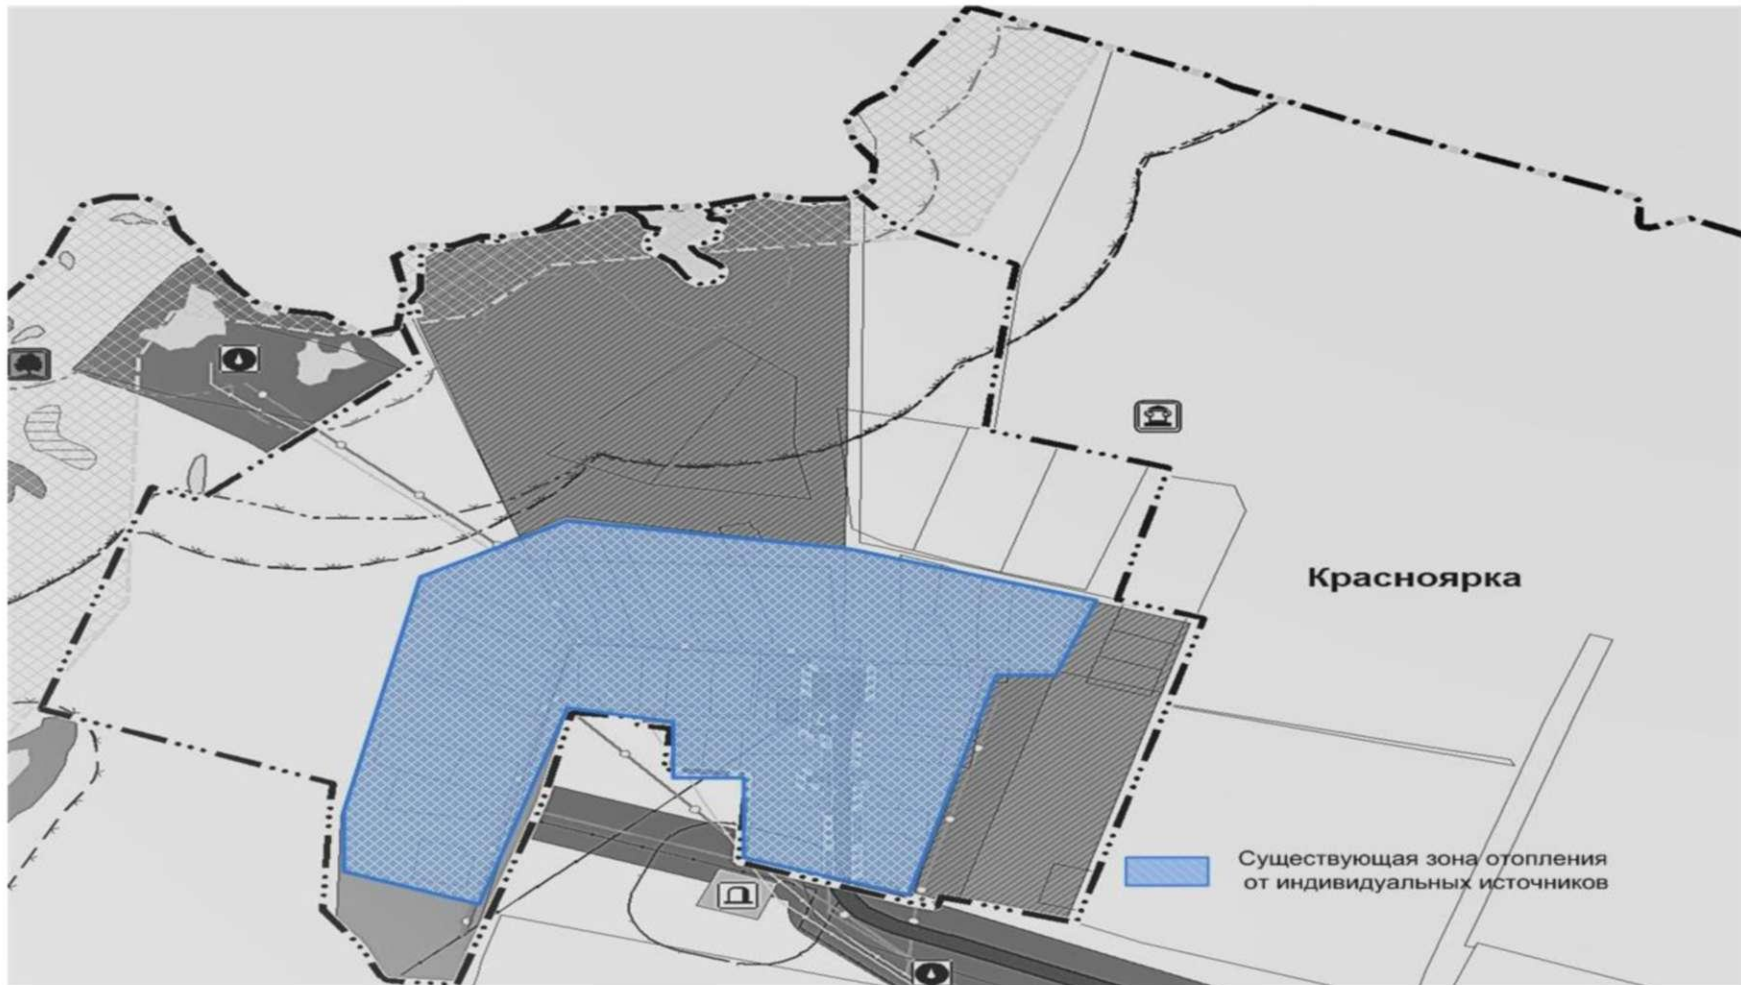 Красноярка
Существующая зона отопления
от индивидуальных источников